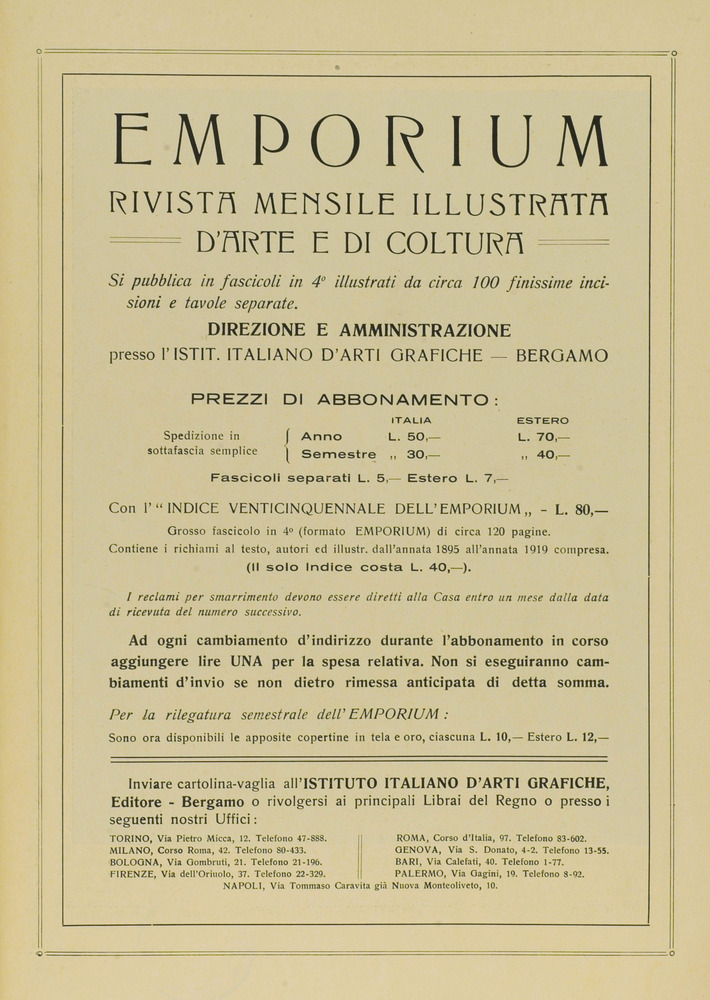 EMPORIUM
RIVISTA MENSILE ILLUSTRATA
D'ARTE E DI COLTURA
Si pubblica in fascicoli in 4º illustrati da circa 100 finissime inci-
sioni e tavole separate.
DIREZIONE E AMMINISTRAZIONE
presso l'ISTIT. ITALIANO D'ARTI GRAFICHE — BERGAMO
PREZZI DI ABBONAMENTO:
ITALIA ESTERO
Spedizione in sottafascia semplice { Anno L. 50,— L. 70,—
Semestre „ 30,— „ 40,—
Fascicoli separati L. 5,— Estero L. 7,—
Con l'“INDICE VENTICINQUENNALE DELL'EMPORIUM„ - L. 80,—
Grosso fascicolo in 4º (formato EMPORIUM) di circa 120 pagine.
Contiene i richiami al testo, autori ed illustr. dall'annata 1895 all'annata 1919 compresa.
(Il solo Indice costa L. 40,—).
I reclami per smarrimento devono essere diretti alla Casa entro un mese dalla data
di ricevuta del numero successivo.
Ad ogni cambiamento d'indirizzo durante l'abbonamento in corso
aggiungere lire UNA per la spesa relativa. Non si eseguiranno cam-
biamenti d'invio se non dietro rimessa anticipata di detta somma.
Per la rilegatura semestrale dell'EMPORIUM:
Sono ora disponibili le apposite copertine in tela e oro, ciascuna L. 10,— Estero L. 12,—
Inviare cartolina-vaglia all'ISTITUTO ITALIANO D'ARTI GRAFICHE,
Editore - Bergamo o rivolgersi ai principali Librai del Regno o presso i
seguenti nostri Uffici:
TORINO, Via Pietro Micca, 12. Telefono 47-888.
MILANO, Corso Roma, 42. Telefono 80-433.
BOLOGNA, Via Gombruti, 21. Telefono 21-196.
FIRENZE, Via dell'Oriuolo, 37. Telefono 22-329.
ROMA, Corso d'Italia, 97. Telefono 83-602.
GENOVA, Via S. Donato, 4-2. Telefono 13-55.
BARI, Via Calefati, 40. Telefono 1-77.
PALERMO, Via Gagini, 19. Telefono 8-92.
NAPOLI, Via Tommaso Caravita già Nuova Monteoliveto, 10.